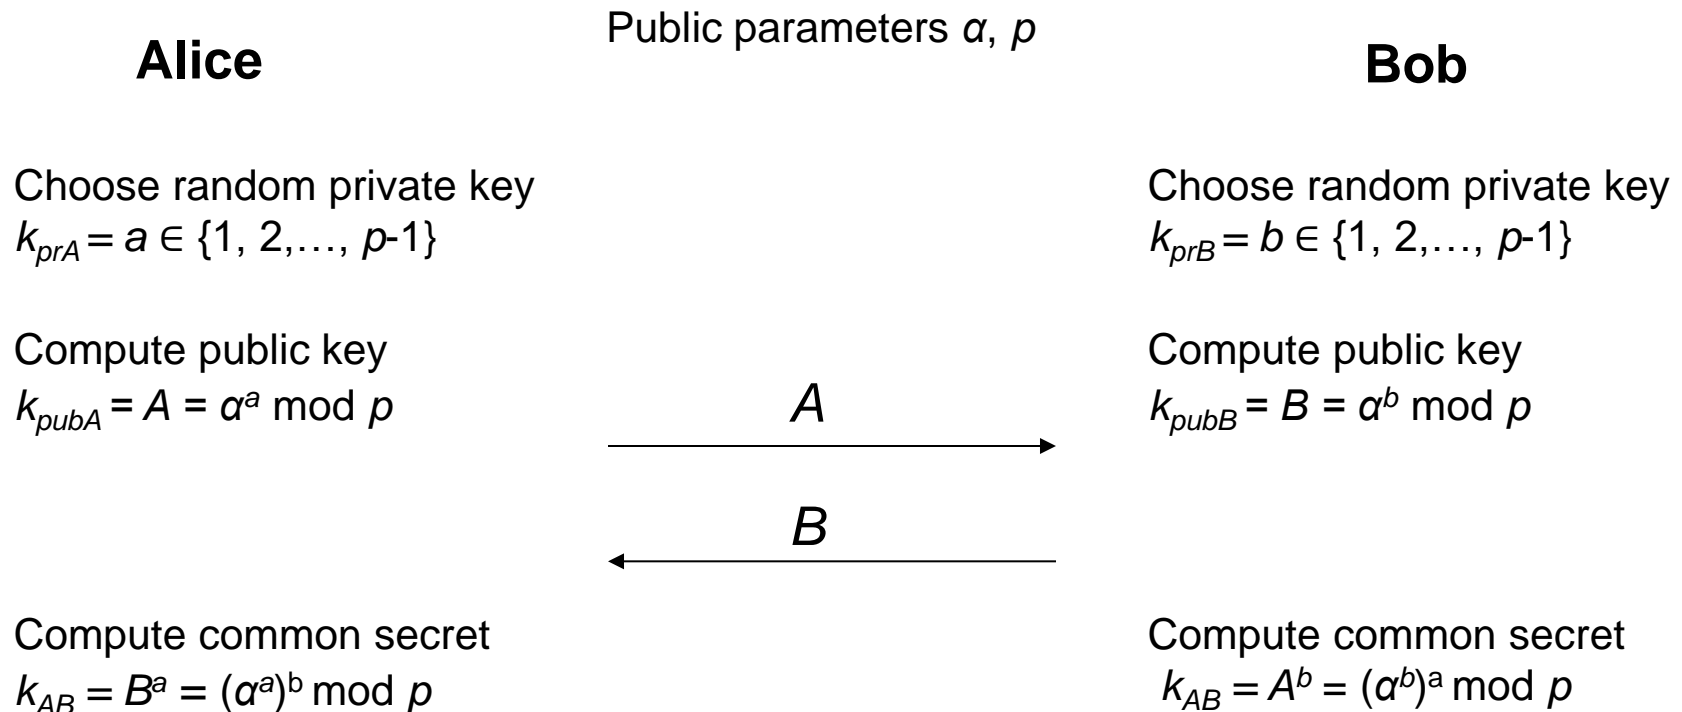 Public parameters α, p
Alice
Bob
Choose random private key
k_prA = a ∈ {1, 2,…, p-1}
Choose random private key
k_prB = b ∈ {1, 2,…, p-1}
Compute public key
k_pubA = A = α^a mod p
Compute public key
k_pubB = B = α^b mod p
A
B
Compute common secret
k_AB = B^a = (α^a)^b mod p
Compute common secret
k_AB = A^b = (α^b)^a mod p